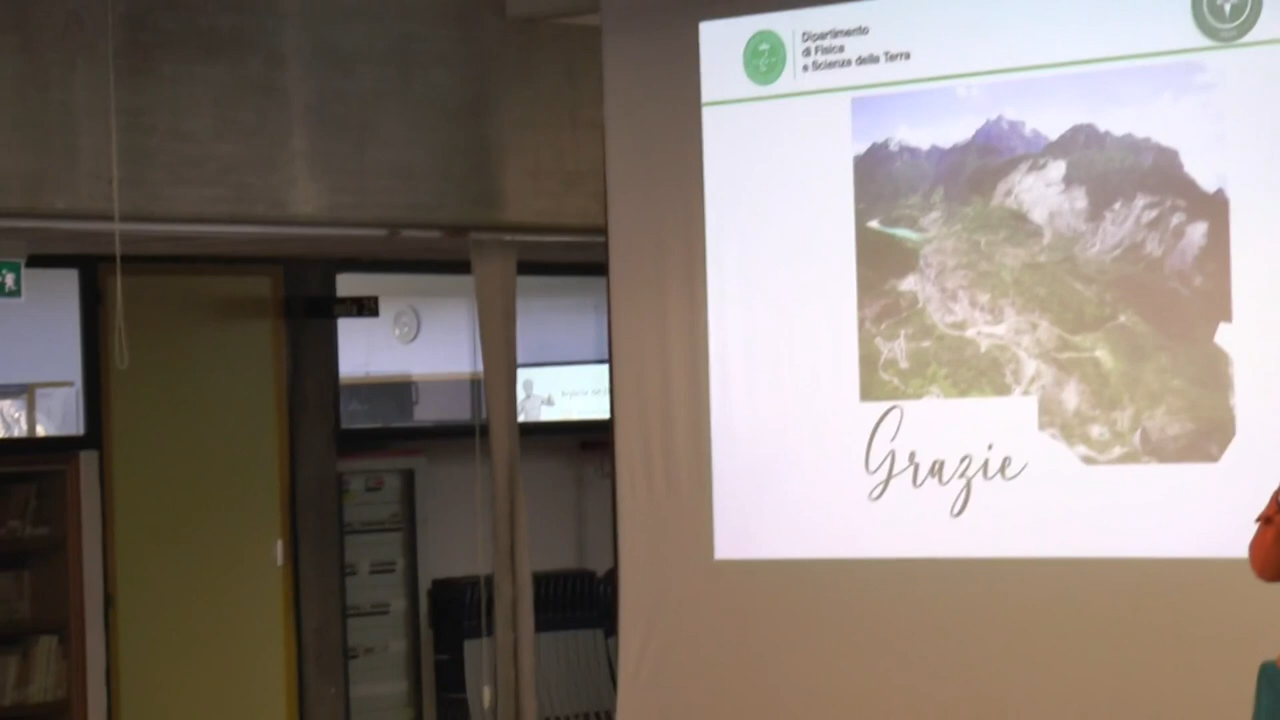 Dipartimento
di Fisica
e Scienze della Terra
Grazie